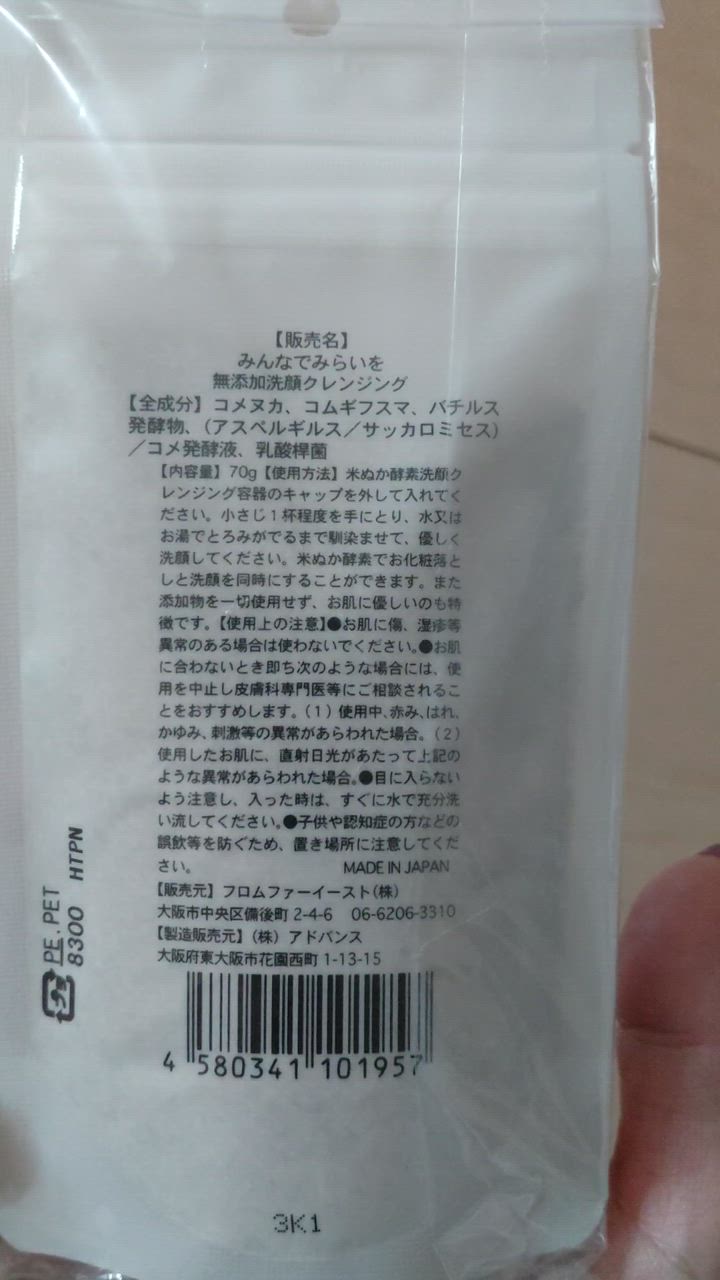 【販売名】
みんなでみらいを
無添加洗顔クレンジング
【全成分】コメヌカ、コムギフスマ、バチルス
発酵物、（アスペルギルス／サッカロミセス）
／コメ発酵液、乳酸桿菌
【内容量】70g【使用方法】米ぬか酵素洗顔ク
レンジング容器のキャップを外して入れてく
ださい。小さじ1杯程度を手にとり、水又は
お湯でとろみがでるまで馴染ませて、優しく
洗顔してください。米ぬか酵素でお化粧落と
しと洗顔を同時にすることができます。また
添加物を一切使用せず、お肌に優しいのも特
徴です。【使用上の注意】●お肌に傷、湿疹等
異常のある場合は使わないでください。●お肌
に合わないとき即ち次のような場合には、使
用を中止し皮膚科専門医等にご相談されるこ
とをおすすめします。（1）使用中、赤み、はれ、
かゆみ、刺激等の異常があらわれた場合。（2）
使用したお肌に、直射日光があたって上記の
ような異常があらわれた場合。●目に入らない
よう注意し、入った時は、すぐに水で充分洗
い流してください。●子供や認知症の方などの
誤飲等を防ぐため、置き場所に注意してくだ
さい。 MADE IN JAPAN
【販売元】フロムファーイースト（株）
大阪市中央区備後町 2-4-6 06-6206-3310
【製造販売元】（株）アドバンス
大阪府東大阪市花園西町 1-13-15
4 580341 101957
プラ PE.PET
8300 HTPN
3K1